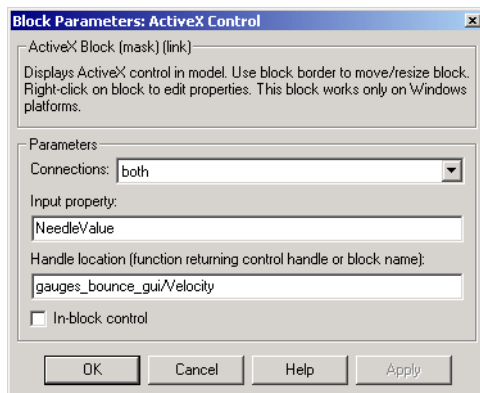 Block Parameters: ActiveX Control
ActiveX Block (mask) (link)
Displays ActiveX control in model. Use block border to move/resize block.
Right-click on block to edit properties. This block works only on Windows
platforms.
Parameters
Connections: both
Input property:
NeedleValue
Handle location (function returning control handle or block name):
gauges_bounce_gui/Velocity
In-block control
OK Cancel Help Apply